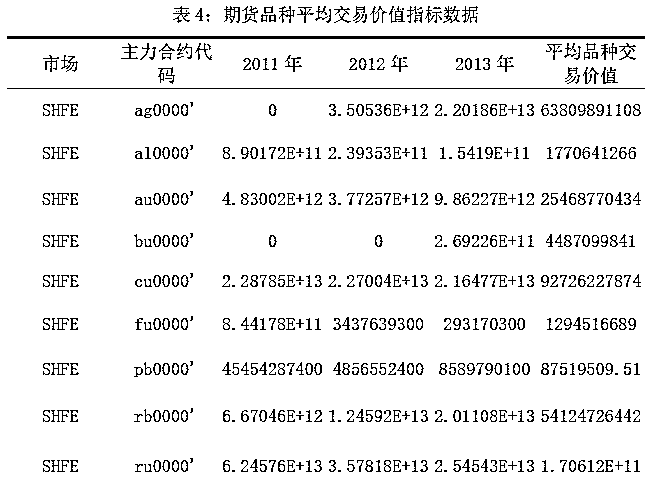 表 4：期货品种平均交易价值指标数据
市场 主力合约代码 2011 年 2012 年 2013 年 平均品种交易价值
SHFE ag0000' 0 3.50536E+12 2.20186E+13 63809891108
SHFE al0000' 8.90172E+11 2.39353E+11 1.5419E+11 1770641266
SHFE au0000' 4.83002E+12 3.77257E+12 9.86227E+12 25468770434
SHFE bu0000' 0 0 2.69226E+11 4487099841
SHFE cu0000' 2.28785E+13 2.27004E+13 2.16477E+13 92726227874
SHFE fu0000' 8.44178E+11 3437639300 293170300 1294516689
SHFE pb0000' 45454287400 4856552400 8589790100 87519509.51
SHFE rb0000' 6.67046E+12 1.24592E+13 2.01108E+13 54124726442
SHFE ru0000' 6.24576E+13 3.57818E+13 2.54543E+13 1.70612E+11